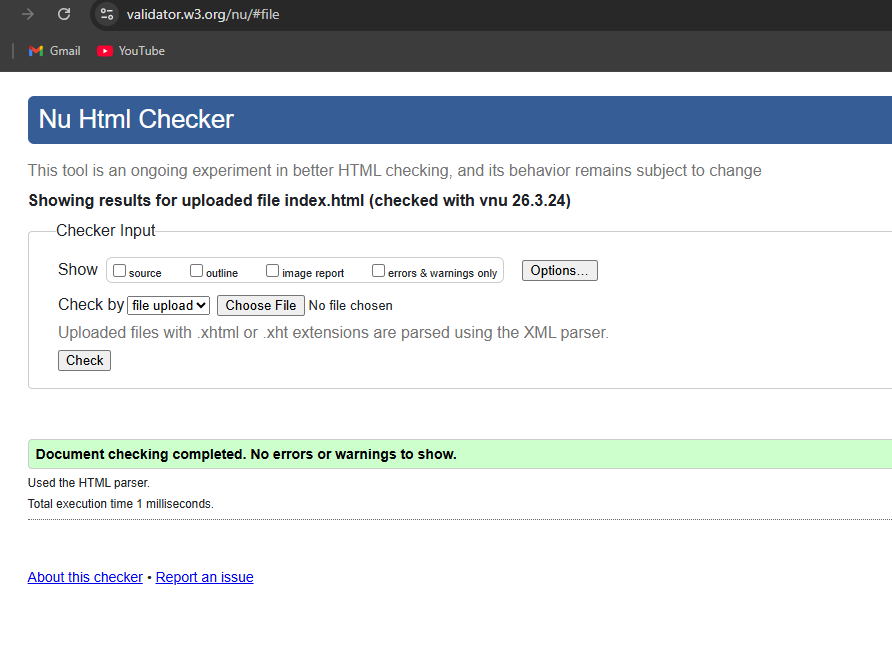 validator.w3.org/nu/#file
Gmail YouTube
Nu Html Checker
This tool is an ongoing experiment in better HTML checking, and its behavior remains subject to change
Showing results for uploaded file index.html (checked with vnu 26.3.24)
Checker Input
Show source outline image report errors & warnings only Options...
Check by file upload Choose File No file chosen
Uploaded files with .xhtml or .xht extensions are parsed using the XML parser.
Check
Document checking completed. No errors or warnings to show.
Used the HTML parser.
Total execution time 1 milliseconds.
About this checker • Report an issue